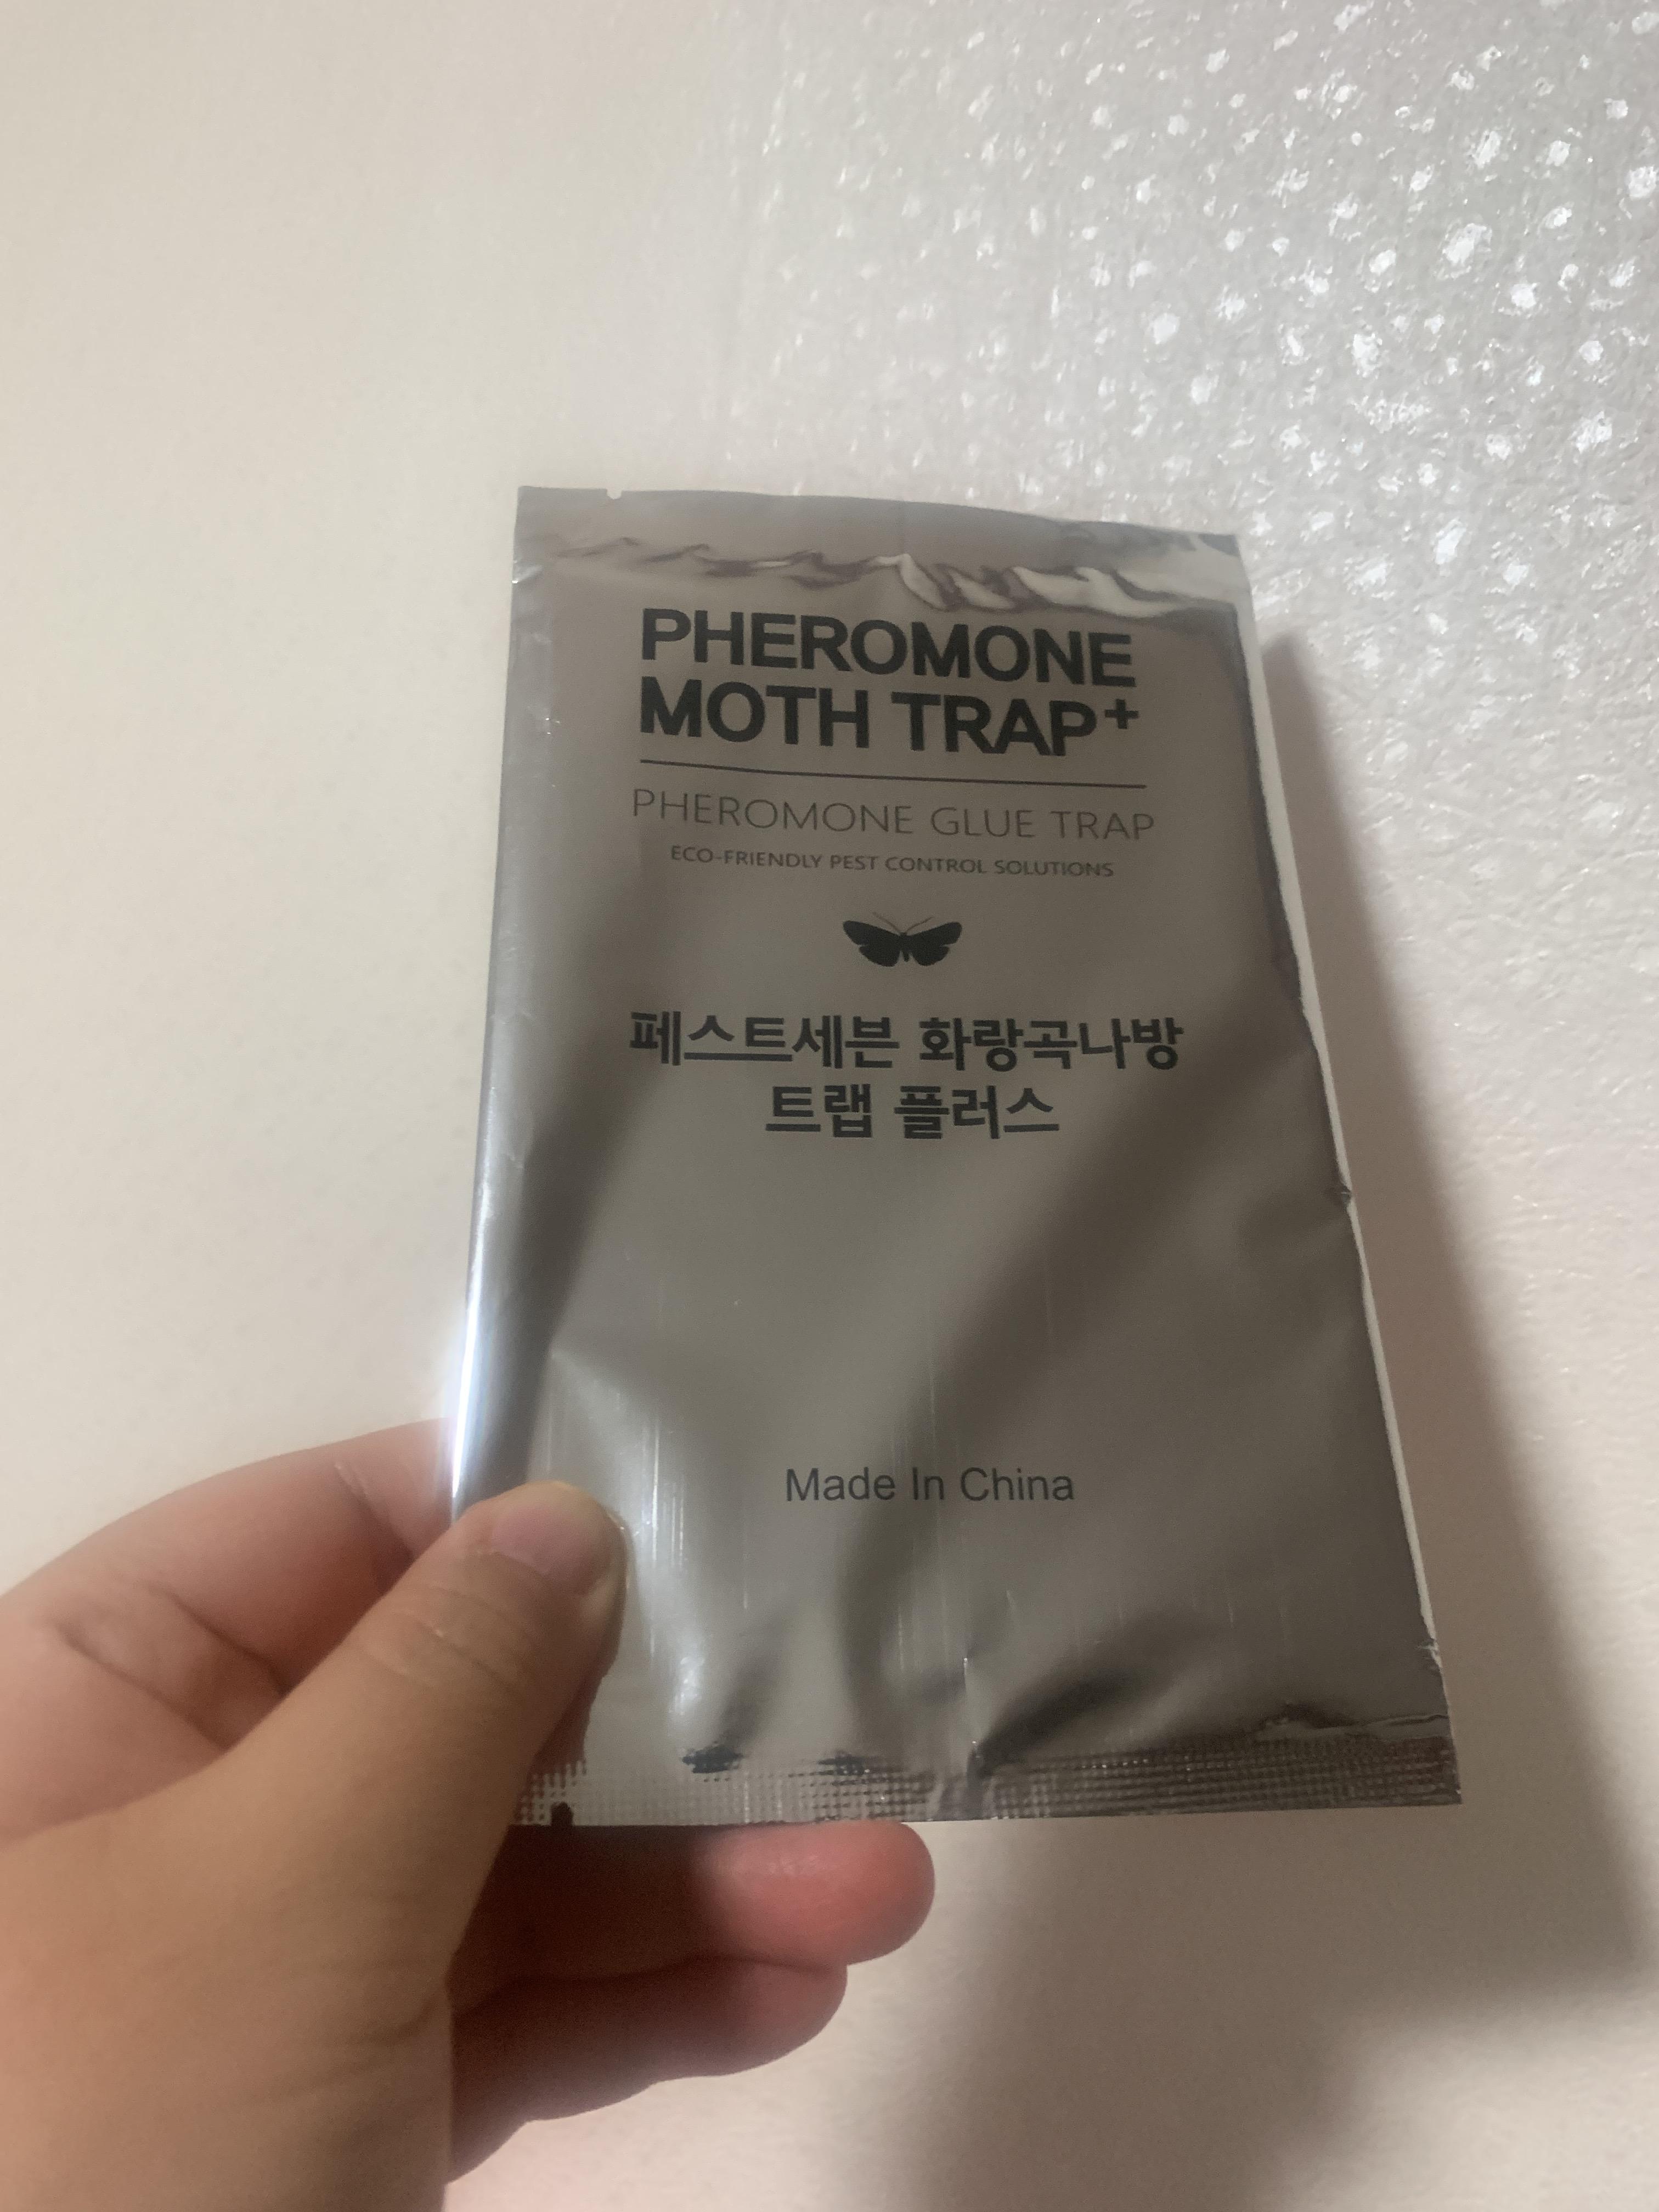 PHEROMONE
MOTH TRAP+
PHEROMONE GLUE TRAP
ECO-FRIENDLY PEST CONTROL SOLUTIONS
페스트세븐 화랑곡나방
트랩 플러스
Made In China